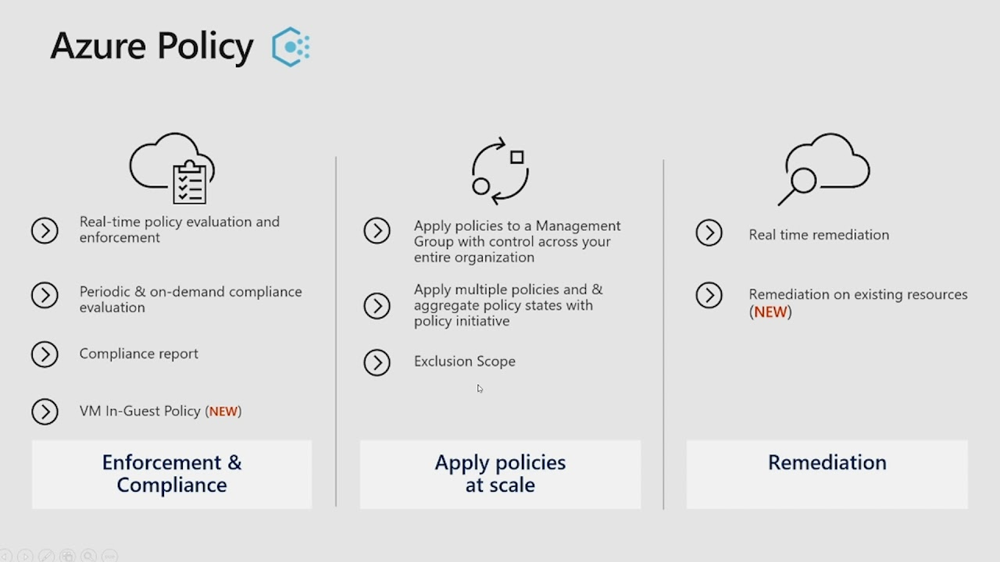 Azure Policy
Real-time policy evaluation and
enforcement
Periodic & on-demand compliance
evaluation
Compliance report
VM In-Guest Policy (NEW)
Enforcement &
Compliance
Apply policies to a Management
Group with control across your
entire organization
Apply multiple policies and &
aggregate policy states with
policy initiative
Exclusion Scope
Apply policies
at scale
Real time remediation
Remediation on existing resources
(NEW)
Remediation